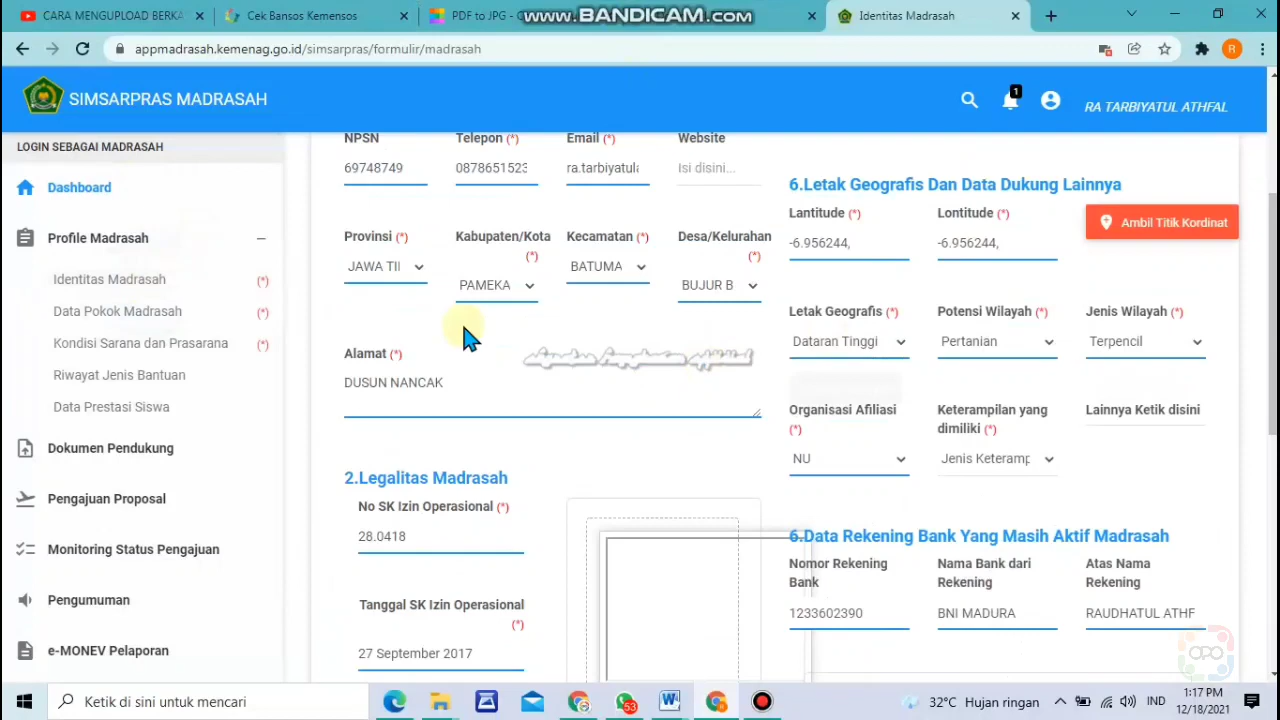 CARA MENGUPLOAD BERKA
Cek Bansos Kemensos
PDF to JPG - C
WWW.BANDICAM.COM
Identitas Madrasah
appmadrasah.kemenag.go.id/simsarpras/formulir/madrasah
R
SIMSARPRAS MADRASAH
1
RA TARBIYATUL ATHFAL
LOGIN SEBAGAI MADRASAH
Dashboard
Profile Madrasah
Identitas Madrasah (*)
Data Pokok Madrasah (*)
Kondisi Sarana dan Prasarana (*)
Riwayat Jenis Bantuan
Data Prestasi Siswa
Dokumen Pendukung
Pengajuan Proposal
Monitoring Status Pengajuan
Pengumuman
e-MONEV Pelaporan
NPSN Telepon (*) Email (*) Website
69748749 0878651523 ra.tarbiyatula Isi disini...
Provinsi (*) Kabupaten/Kota (*) Kecamatan (*) Desa/Kelurahan (*)
JAWA TII PAMEKA BATUMA BUJUR B
Alamat (*)
DUSUN NANCAK
2.Legalitas Madrasah
No SK Izin Operasional (*)
28.0418
Tanggal SK Izin Operasional
(*)
27 September 2017
6.Letak Geografis Dan Data Dukung Lainnya
Lantitude (*) Lontitude (*)
Ambil Titik Kordinat
-6.956244, -6.956244,
Letak Geografis (*) Potensi Wilayah (*) Jenis Wilayah (*)
Dataran Tinggi Pertanian Terpencil
Organisasi Afiliasi (*) Keterampilan yang dimiliki (*) Lainnya Ketik disini
NU Jenis Keteramp
6.Data Rekening Bank Yang Masih Aktif Madrasah
Nomor Rekening Bank Nama Bank dari Rekening Atas Nama Rekening
1233602390 BNI MADURA RAUDHATUL ATHF
OPO
Ketik di sini untuk mencari
53
32°C Hujan ringan
IND
1:17 PM
12/18/2021